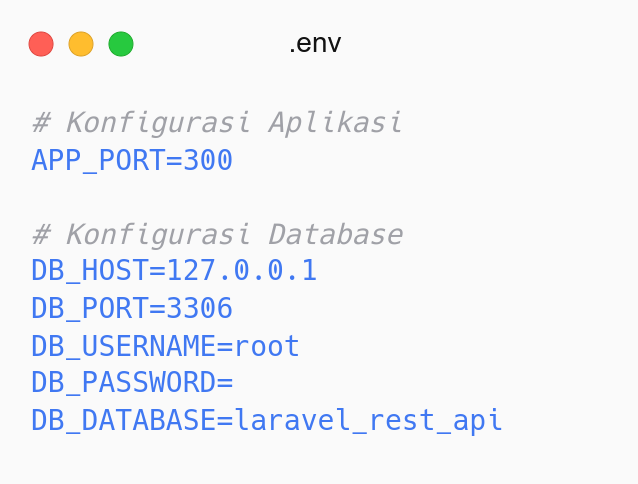 .env
# Konfigurasi Aplikasi
APP_PORT=300
# Konfigurasi Database
DB_HOST=127.0.0.1
DB_PORT=3306
DB_USERNAME=root
DB_PASSWORD=
DB_DATABASE=laravel_rest_api